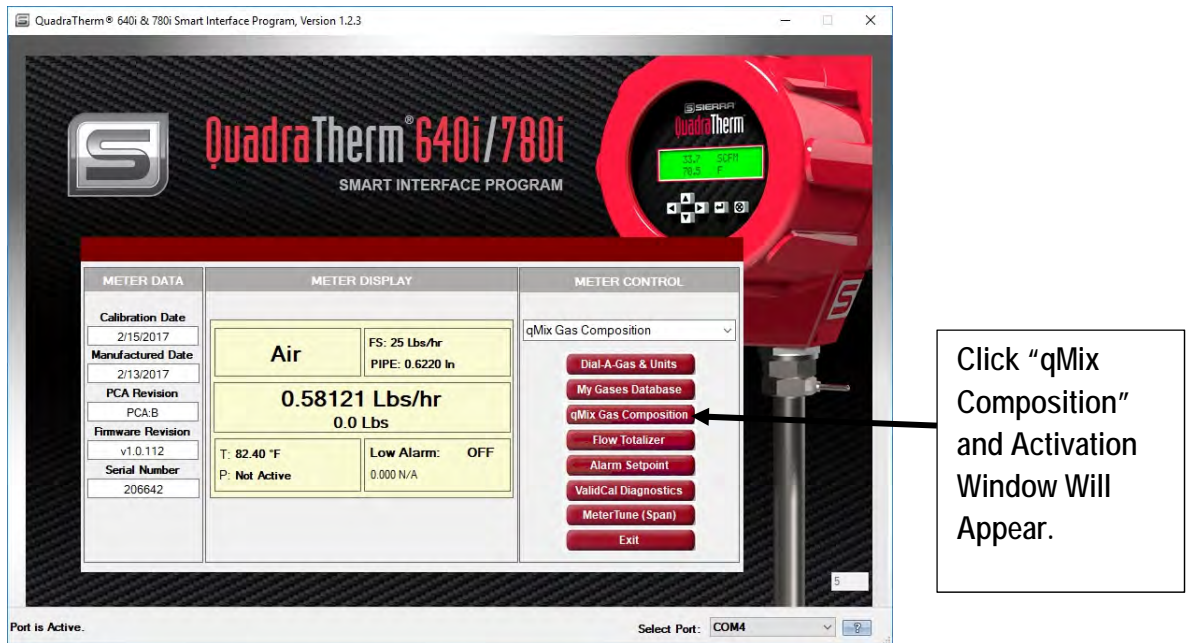 QuadraTherm® 640i & 780i Smart Interface Program, Version 1.2.3
SIERRA
QuadraTherm
33.7 SCFM
70.5 F
QuadraTherm® 640i/780i
SMART INTERFACE PROGRAM
METER DATA
Calibration Date
2/15/2017
Manufactured Date
2/13/2017
PCA Revision
PCA:B
Firmware Revision
v1.0.112
Serial Number
206642
METER DISPLAY
Air
FS: 25 Lbs/hr
PIPE: 0.6220 In
0.58121 Lbs/hr
0.0 Lbs
T: 82.40 °F
P: Not Active
Low Alarm: OFF
0.000 N/A
METER CONTROL
qMix Gas Composition
Dial-A-Gas & Units
My Gases Database
qMix Gas Composition
Flow Totalizer
Alarm Setpoint
ValidCal Diagnostics
MeterTune (Span)
Exit
5
Port is Active.
Select Port: COM4
?
Click “qMix
Composition”
and Activation
Window Will
Appear.